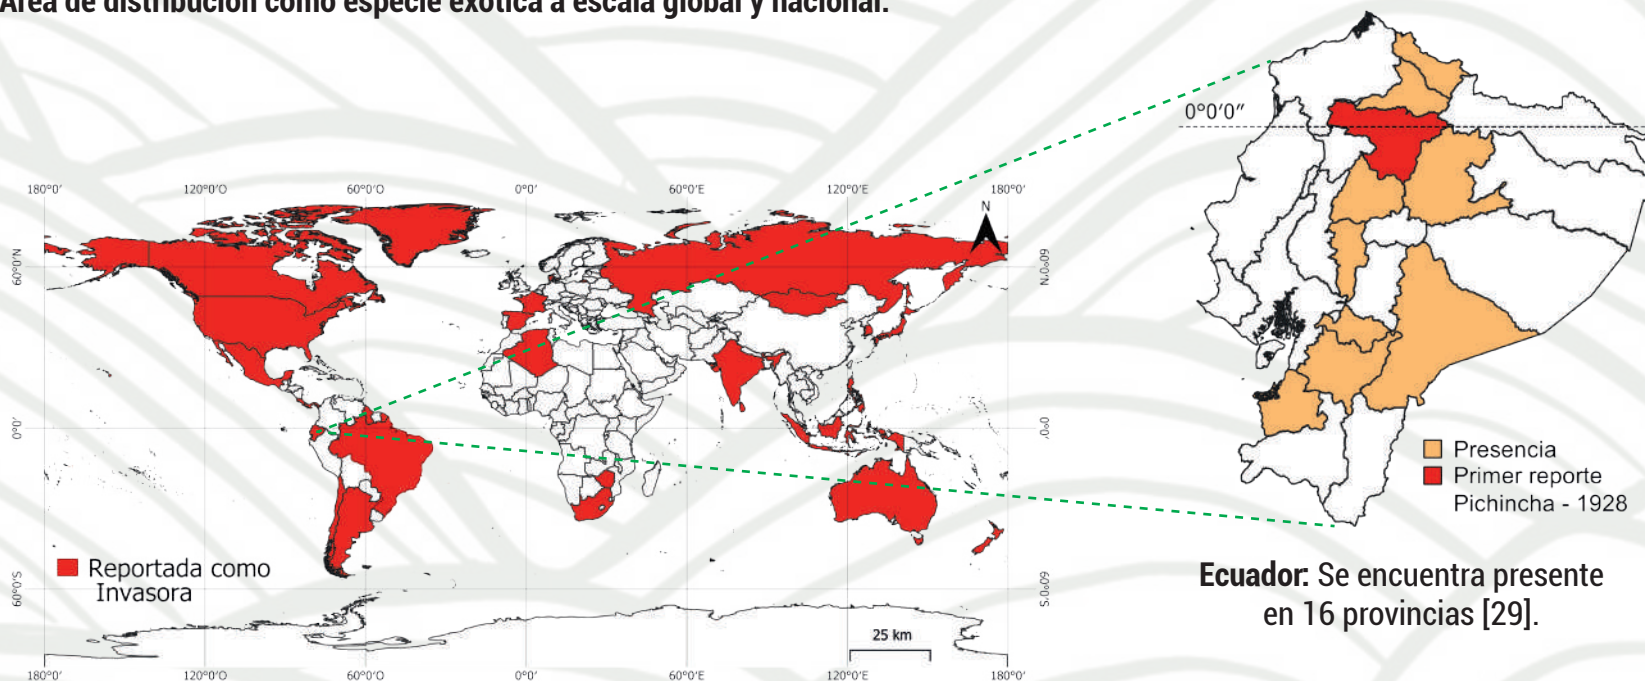 Área de distribución como especie exótica a escala global y nacional.
0°0'0"
180°0' 120°0'O 60°0'O 0°0' 60°0'E 120°0'E 180°0'
N
60°0'N 60°0'N
0°0' 0°0'
60°0'S 60°0'S
Reportada como
Invasora
25 km
180°0' 120°0'O 60°0'O 0°0' 60°0'E 120°0'E 180°0'
Presencia
Primer reporte
Pichincha - 1928
Ecuador: Se encuentra presente
en 16 provincias [29].